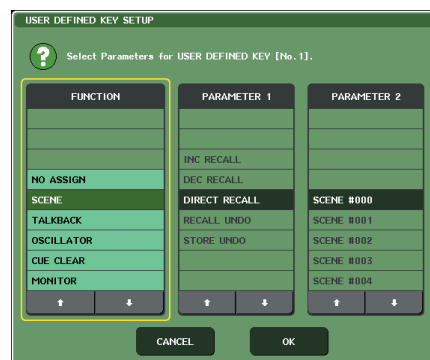 USER DEFINED KEY SETUP
Select Parameters for USER DEFINED KEY [No.1].
FUNCTION
NO ASSIGN
SCENE
TALKBACK
OSCILLATOR
CUE CLEAR
MONITOR
PARAMETER 1
INC RECALL
DEC RECALL
DIRECT RECALL
RECALL UNDO
STORE UNDO
PARAMETER 2
SCENE #000
SCENE #001
SCENE #002
SCENE #003
SCENE #004
CANCEL
OK